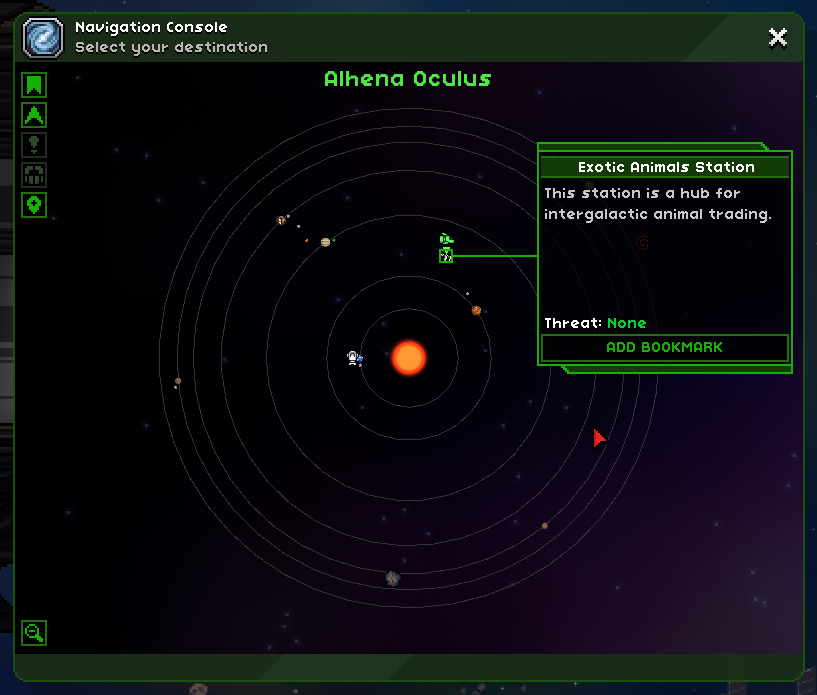 Navigation Console
Select your destination
Alhena Oculus
Exotic Animals Station
This station is a hub for
intergalactic animal trading.
Threat: None
ADD BOOKMARK